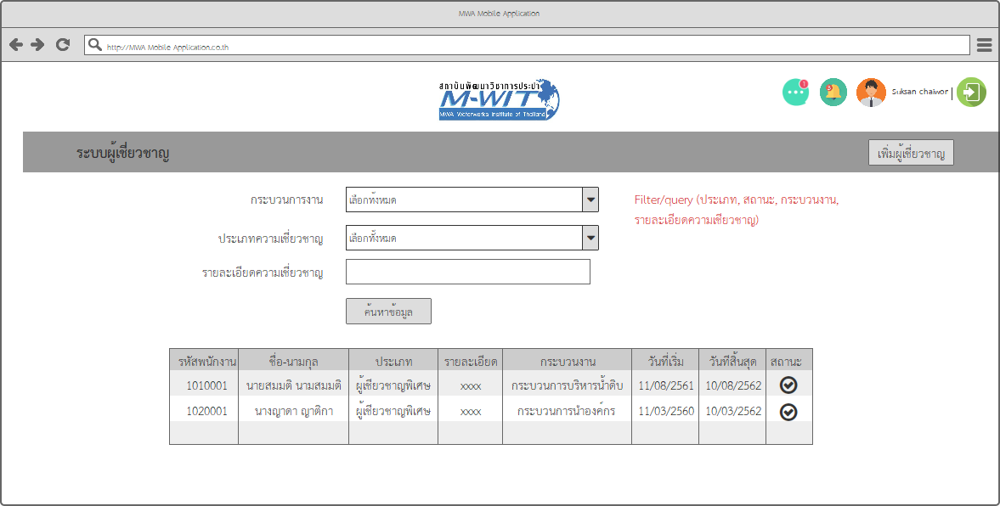 MWA Mobile Application
http://MWA Mobile Application.co.th
สถาบันพัฒนาวิชาการประปา
M-WIT
MWA Waterworks Institute of Thailand
1
3
Suksan chaiwon
ระบบผู้เชี่ยวชาญ
เพิ่มผู้เชี่ยวชาญ
กระบวนการงาน
เลือกทั้งหมด
Filter/query (ประเภท, สถานะ, กระบวนงาน,
รายละเอียดความเชี่ยวชาญ)
ประเภทความเชี่ยวชาญ
เลือกทั้งหมด
รายละเอียดความเชี่ยวชาญ
ค้นหาข้อมูล
รหัสพนักงาน ชื่อ-นามกุล ประเภท รายละเอียด กระบวนงาน วันที่เริ่ม วันที่สิ้นสุด สถานะ
1010001 นายสมมติ นามสมมติ ผู้เชี่ยวชาญพิเศษ xxxx กระบวนการบริหารน้ำดิบ 11/08/2561 10/08/2562
1020001 นางญาดา ญาติกา ผู้เชี่ยวชาญพิเศษ xxxx กระบวนการนำองค์กร 11/03/2560 10/03/2562